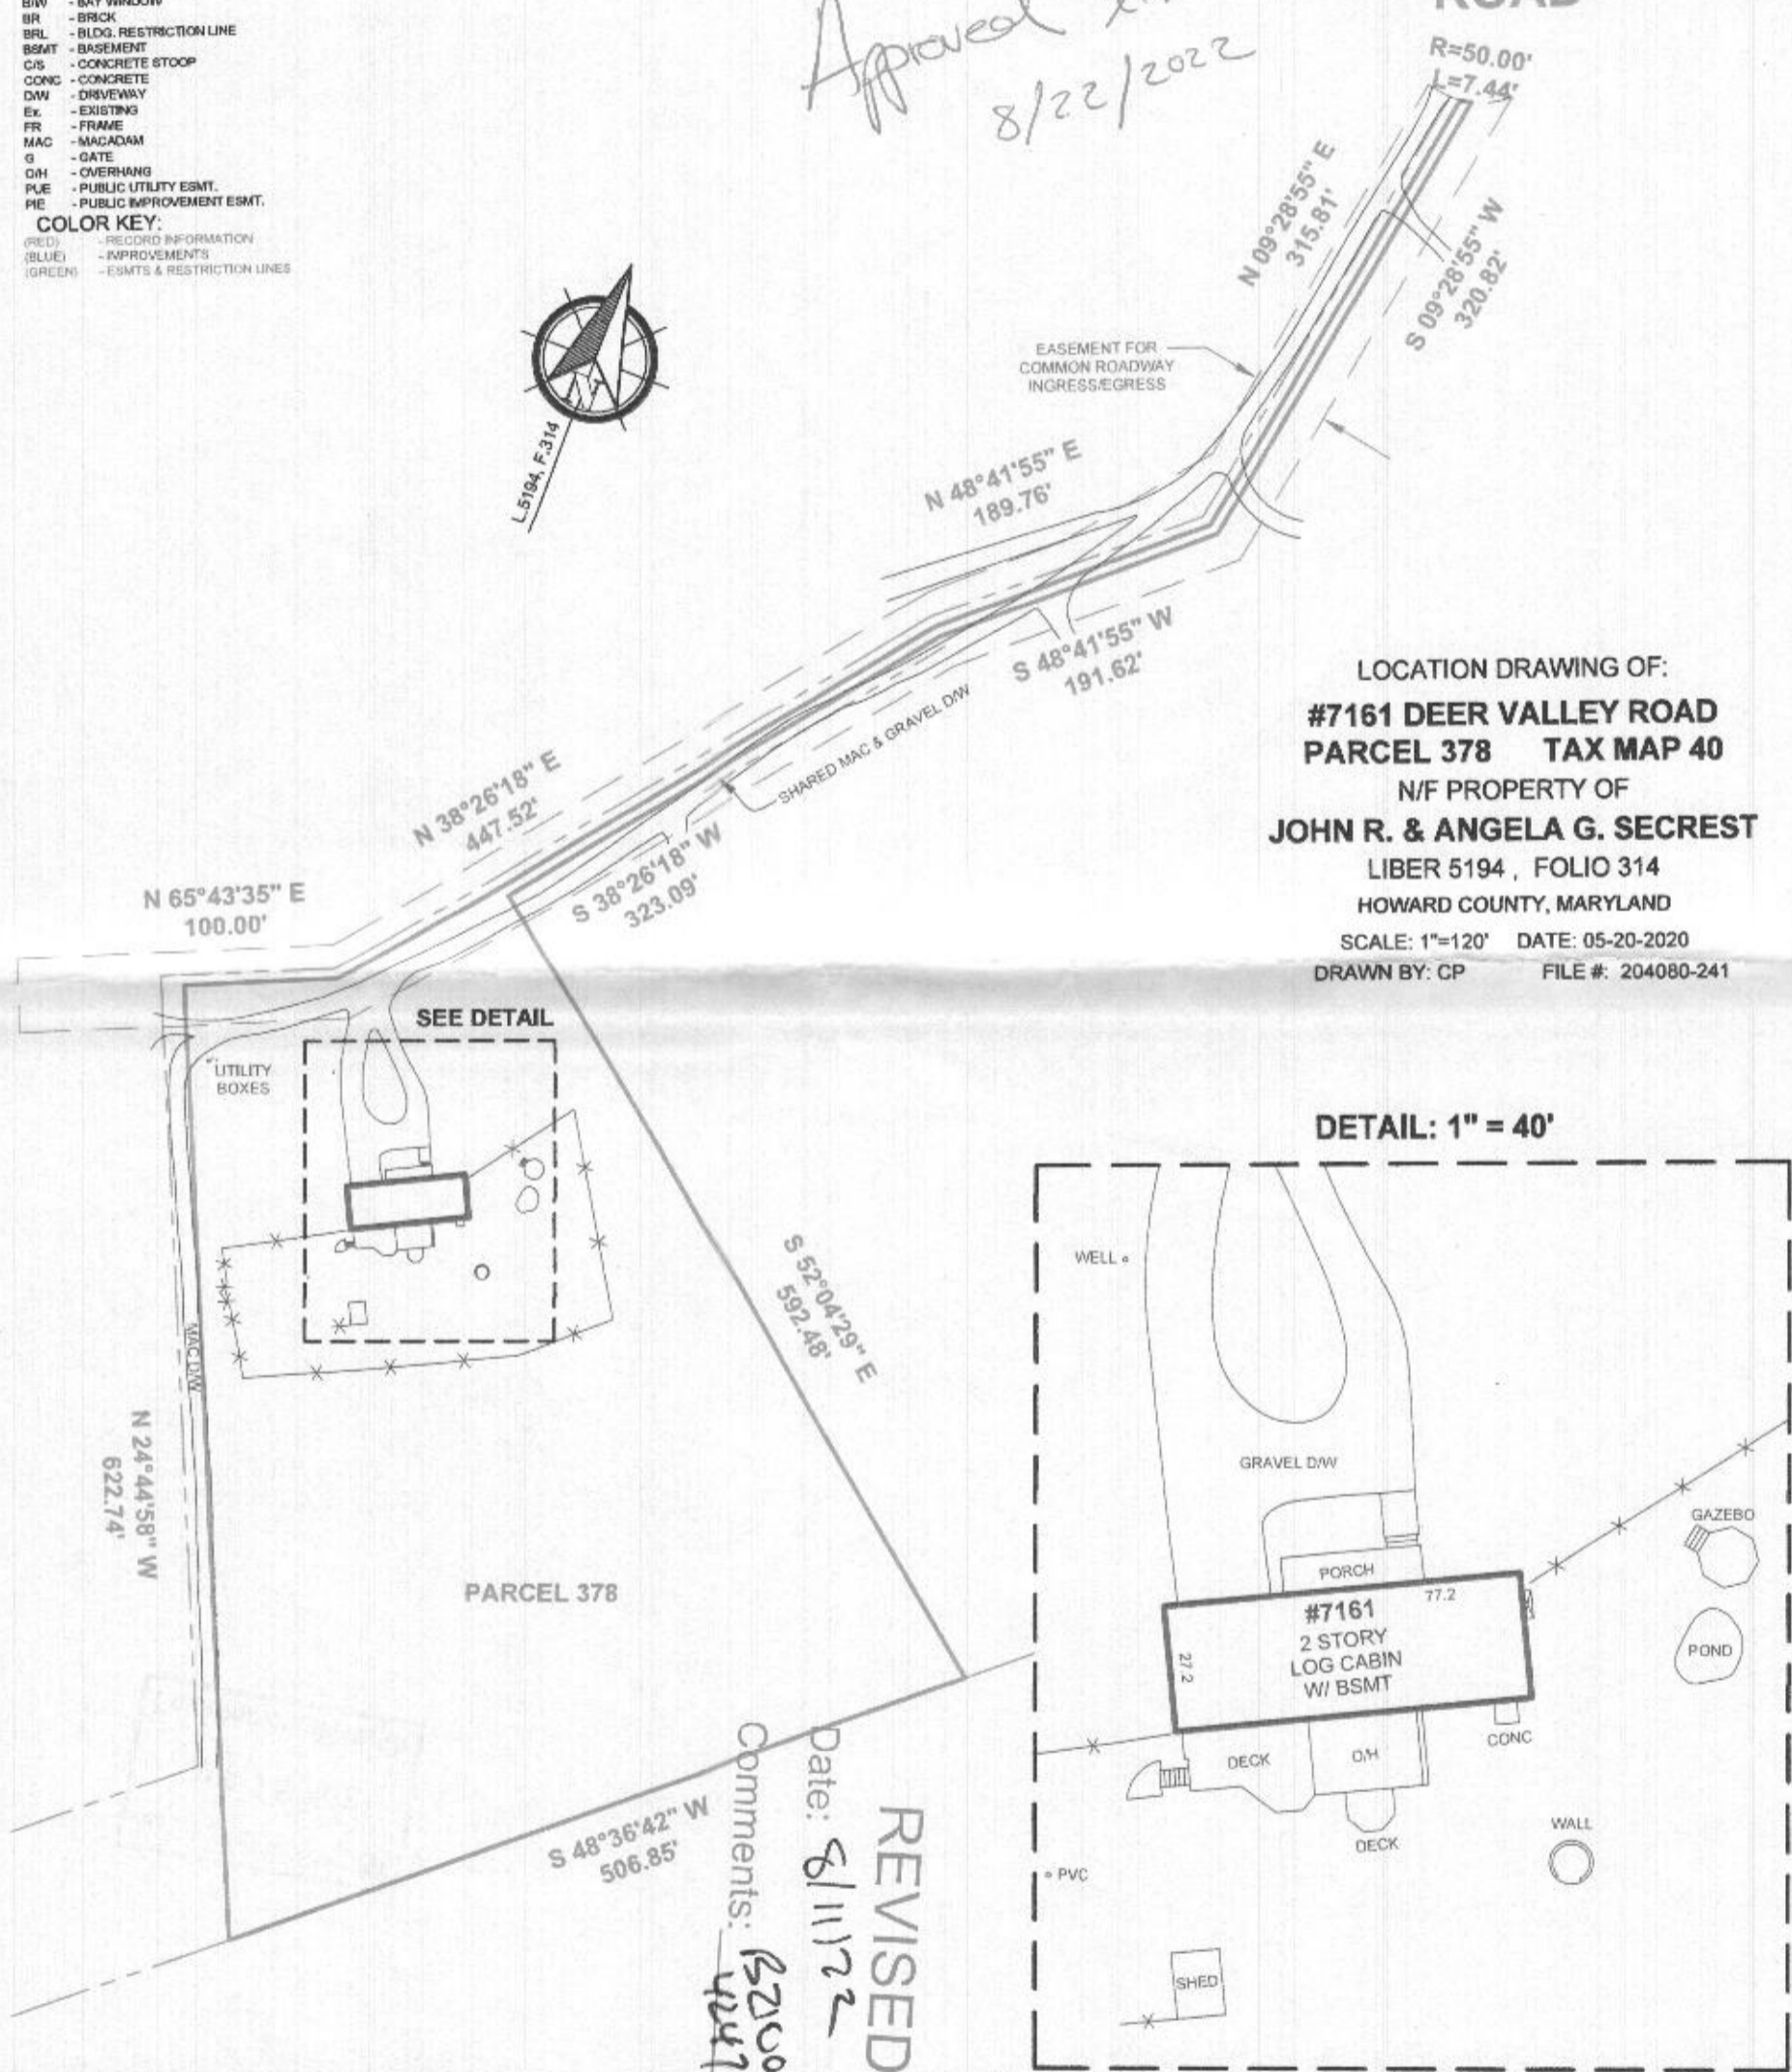 B/W - BAY WINDOW
BR - BRICK
BRL - BLDG. RESTRICTION LINE
BSMT - BASEMENT
C/S - CONCRETE STOOP
CONC - CONCRETE
D/W - DRIVEWAY
Ex. - EXISTING
FR - FRAME
MAC - MACADAM
G - GATE
O/H - OVERHANG
PUE - PUBLIC UTILITY ESMT.
PIE - PUBLIC IMPROVEMENT ESMT.
COLOR KEY:
(RED) - RECORD INFORMATION
(BLUE) - IMPROVEMENTS
(GREEN) - ESMTS & RESTRICTION LINES
Approved
8/22/2022
ROAD
R=50.00'
L=7.44'
N 09°28'55" E
315.81'
S 09°28'55" W
320.82'
EASEMENT FOR
COMMON ROADWAY
INGRESS/EGRESS
L.5194, F.314
N 48°41'55" E
189.76'
S 48°41'55" W
191.62'
SHARED MAC & GRAVEL D/W
N 38°26'18" E
447.52'
S 38°26'18" W
323.09'
N 65°43'35" E
100.00'
LOCATION DRAWING OF:
#7161 DEER VALLEY ROAD
PARCEL 378 TAX MAP 40
N/F PROPERTY OF
JOHN R. & ANGELA G. SECREST
LIBER 5194 , FOLIO 314
HOWARD COUNTY, MARYLAND
SCALE: 1"=120' DATE: 05-20-2020
DRAWN BY: CP FILE #: 204080-241
SEE DETAIL
UTILITY
BOXES
MAC D/W
N 24°44'58" W
622.74'
S 52°04'29" E
592.48'
PARCEL 378
S 48°36'42" W
506.85'
REVISED
Date: 8/11/22
Comments:
DETAIL: 1" = 40'
WELL
GRAVEL D/W
GAZEBO
PORCH
77.2
#7161
2 STORY
LOG CABIN
W/ BSMT
27.2
POND
CONC
DECK
O/H
DECK
WALL
PVC
SHED